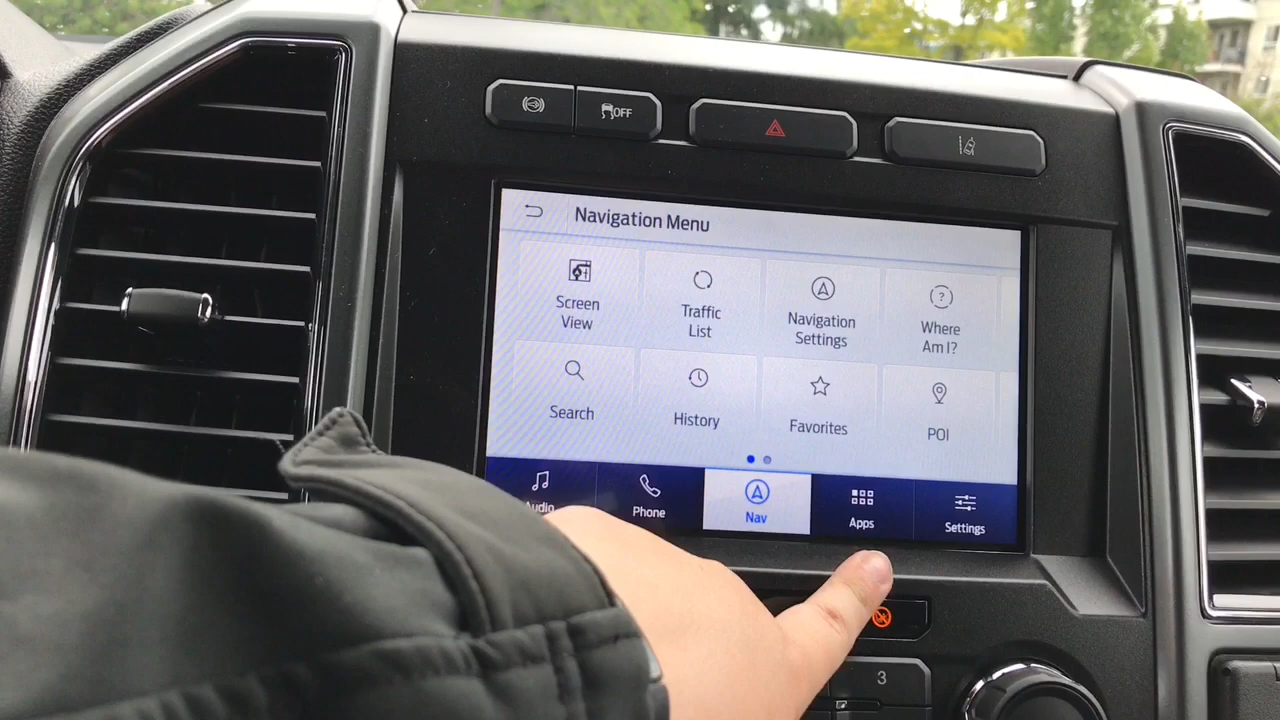 OFF
Navigation Menu
Screen
View
Traffic
List
Navigation
Settings
Where
Am I?
Search
History
Favorites
POI
Audio
Phone
Nav
Apps
Settings
3